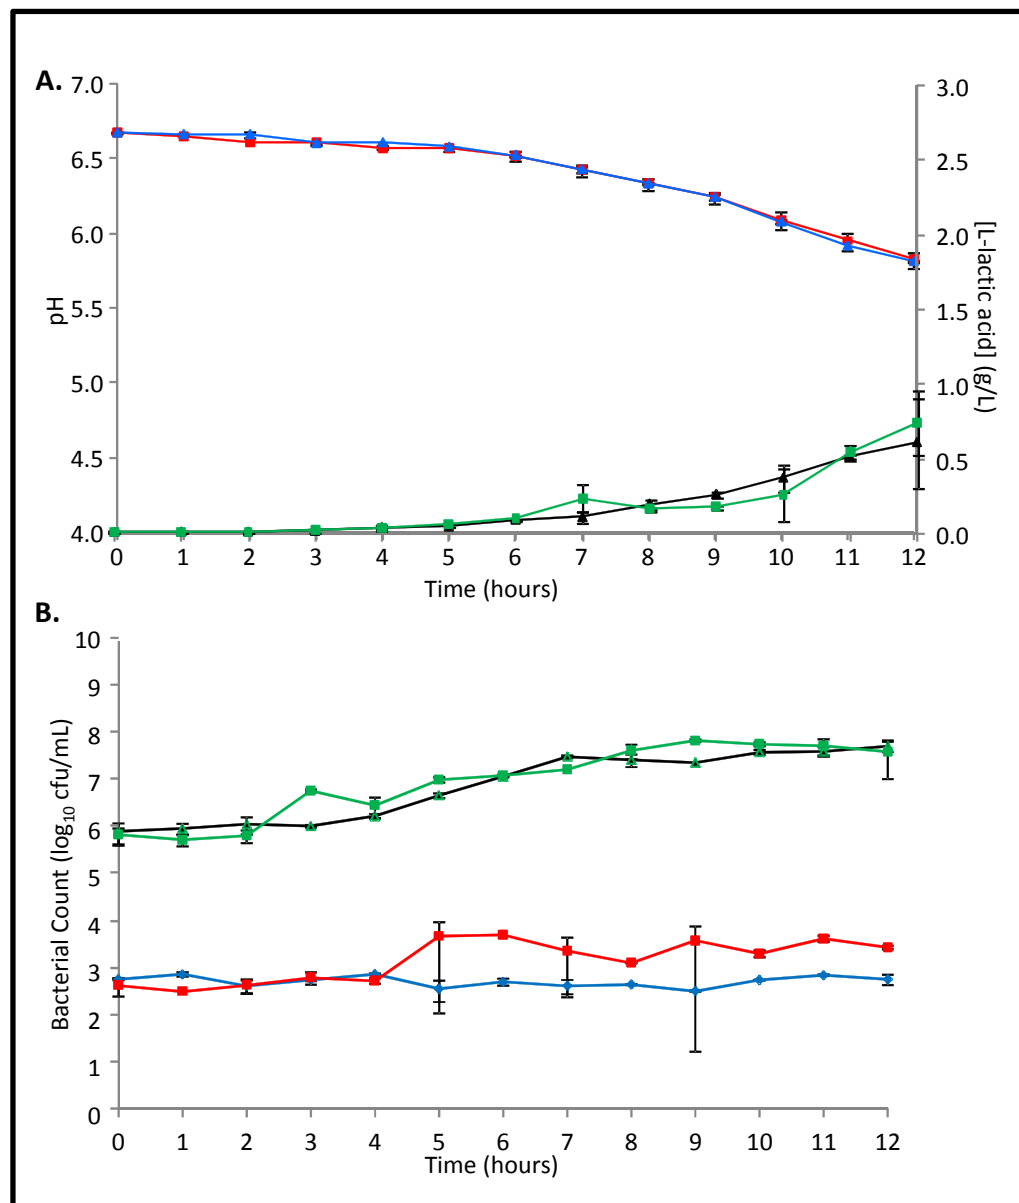 A.
7.0
6.5
6.0
5.5
5.0
4.5
4.0
pH
3.0
2.5
2.0
1.5
1.0
0.5
0.0
[L-lactic acid] (g/L)
0 1 2 3 4 5 6 7 8 9 10 11 12
Time (hours)
B.
10
9
8
7
6
5
4
3
2
1
0
Bacterial Count (log₁₀ cfu/mL)
0 1 2 3 4 5 6 7 8 9 10 11 12
Time (hours)